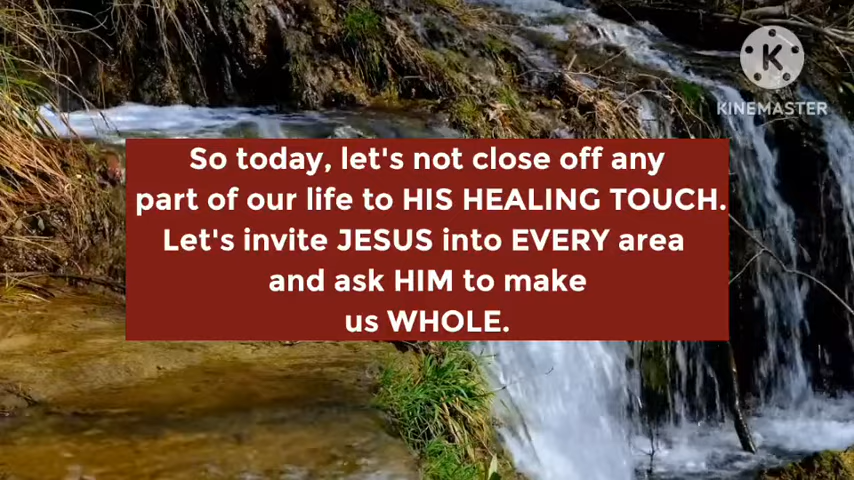 K
KINEMASTER
So today, let's not close off any
part of our life to HIS HEALING TOUCH.
Let's invite JESUS into EVERY area
and ask HIM to make
us WHOLE.